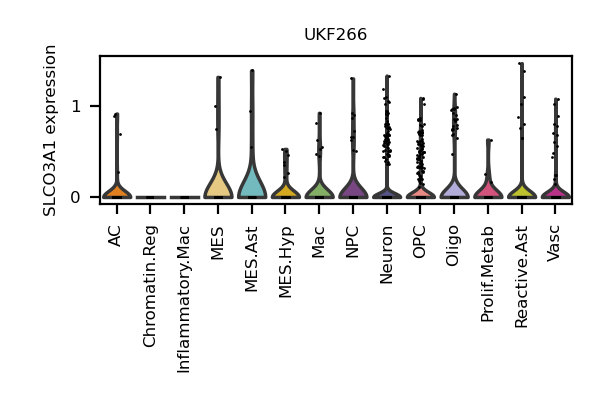 UKF266
SLCO3A1 expression
1
0
AC
Chromatin.Reg
Inflammatory.Mac
MES
MES.Ast
MES.Hyp
Mac
NPC
Neuron
OPC
Oligo
Prolif.Metab
Reactive.Ast
Vasc